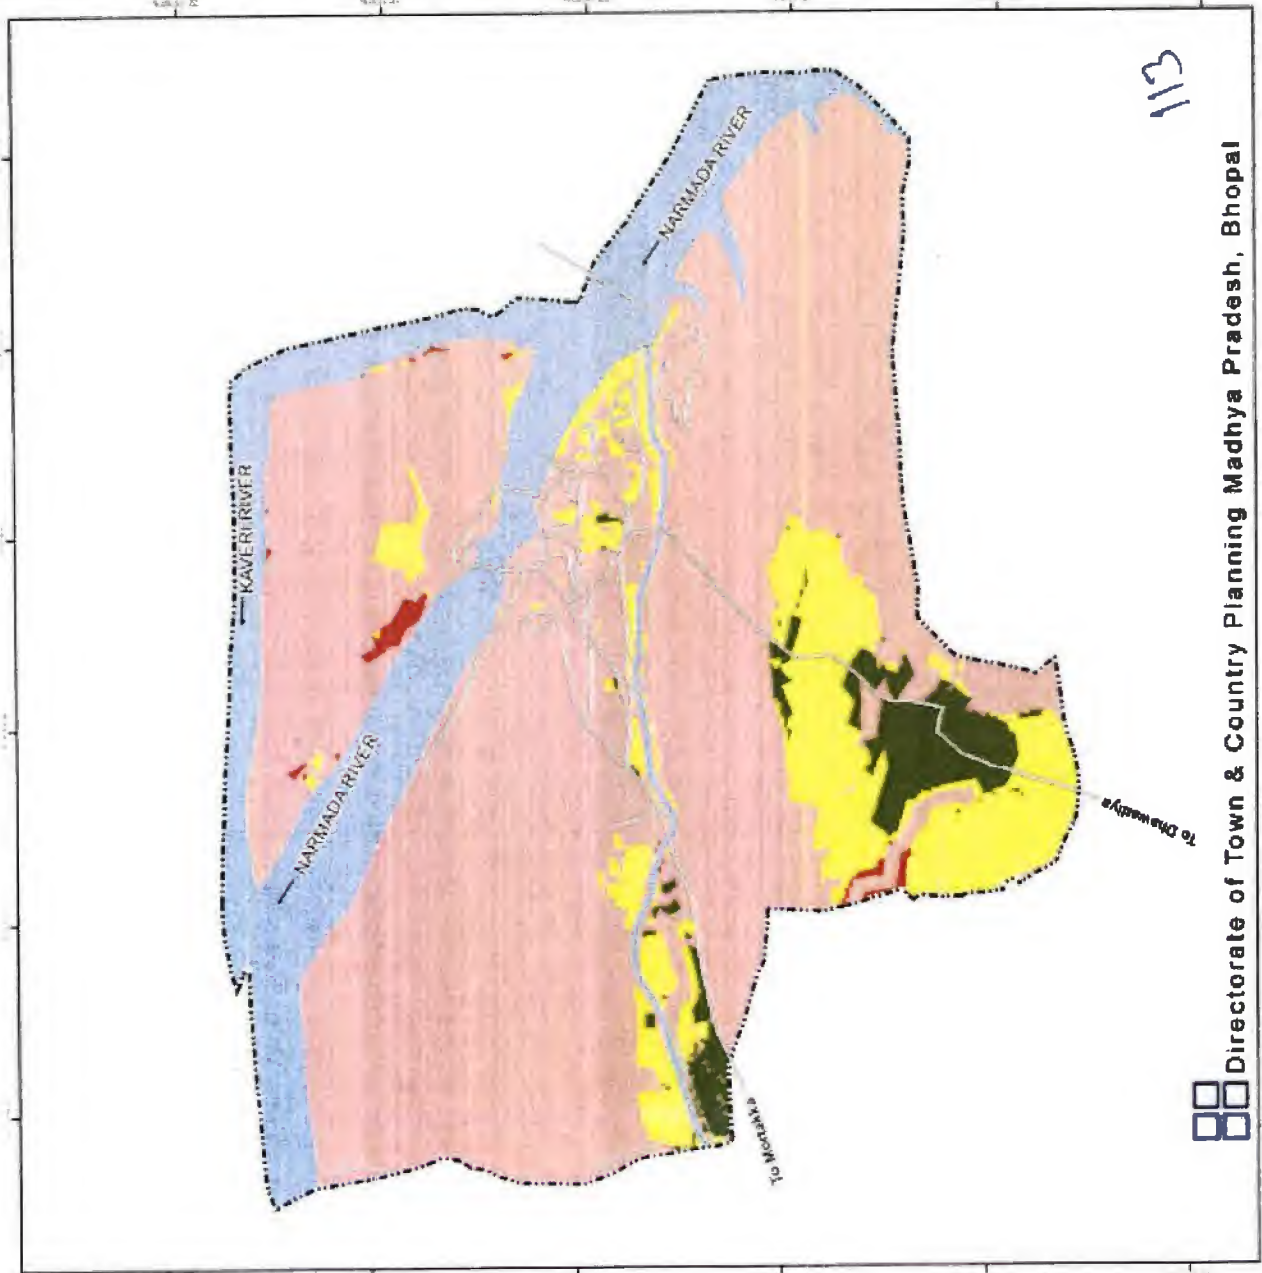 113
NARMADA RIVER
KAVERI RIVER
NARMADA RIVER
To Dhawadiya
To Mortakka
Directorate of Town & Country Planning Madhya Pradesh, Bhopal